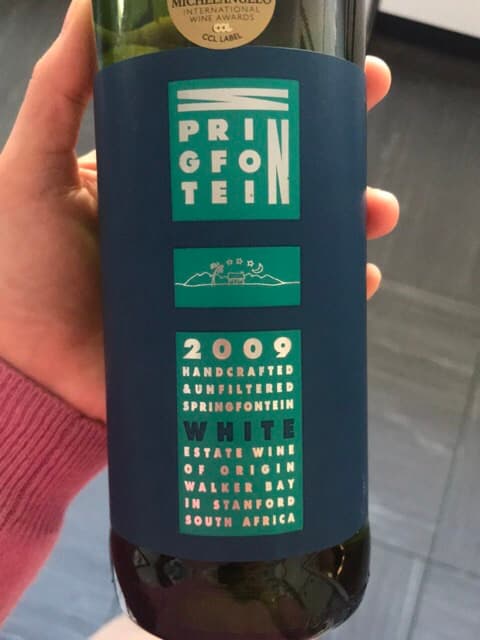 MICHELANGELO
INTERNATIONAL
WINE AWARDS
CCL
CCL LABEL
S
PRI
GFO
TEI
N
2009
HANDCRAFTED
& UNFILTERED
SPRINGFONTEIN
WHITE
ESTATE WINE
OF ORIGIN
WALKER BAY
IN STANFORD
SOUTH AFRICA